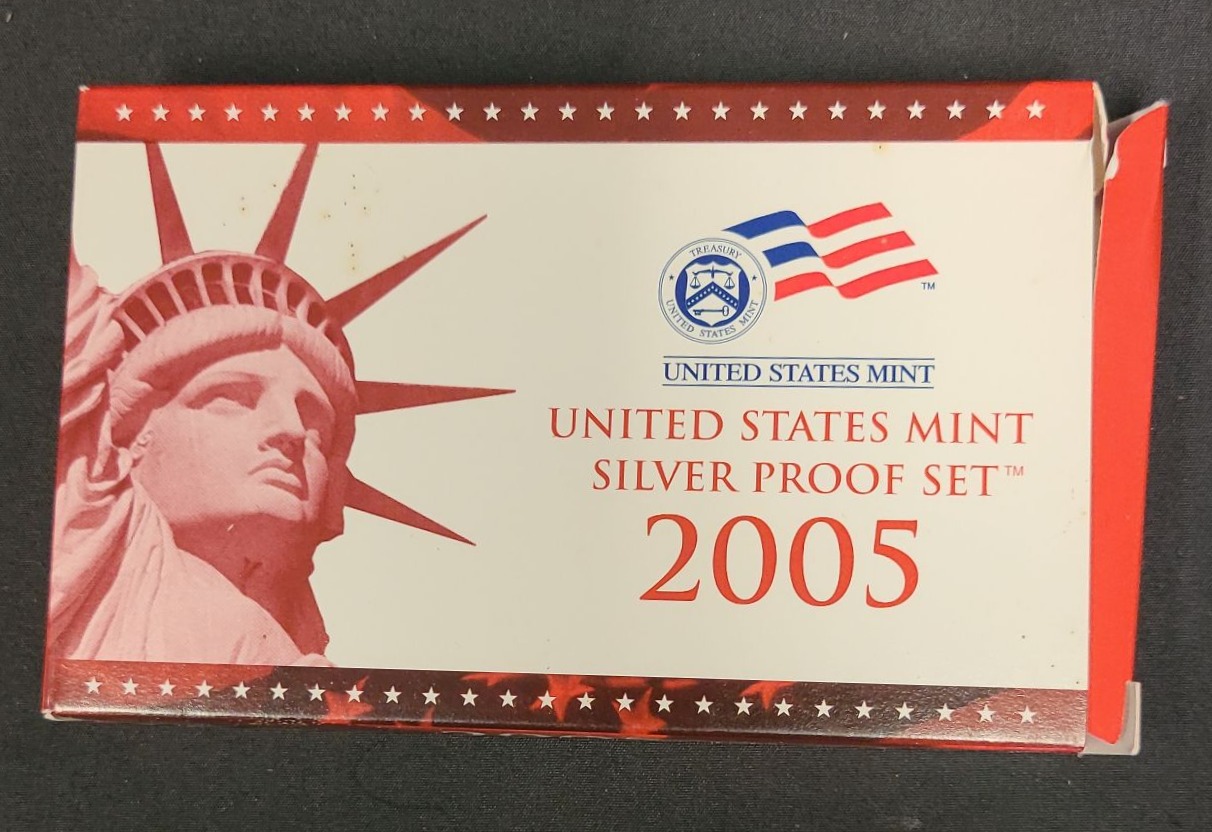 TREASURY
UNITED STATES MINT
TM
UNITED STATES MINT
UNITED STATES MINT
SILVER PROOF SET™
2005